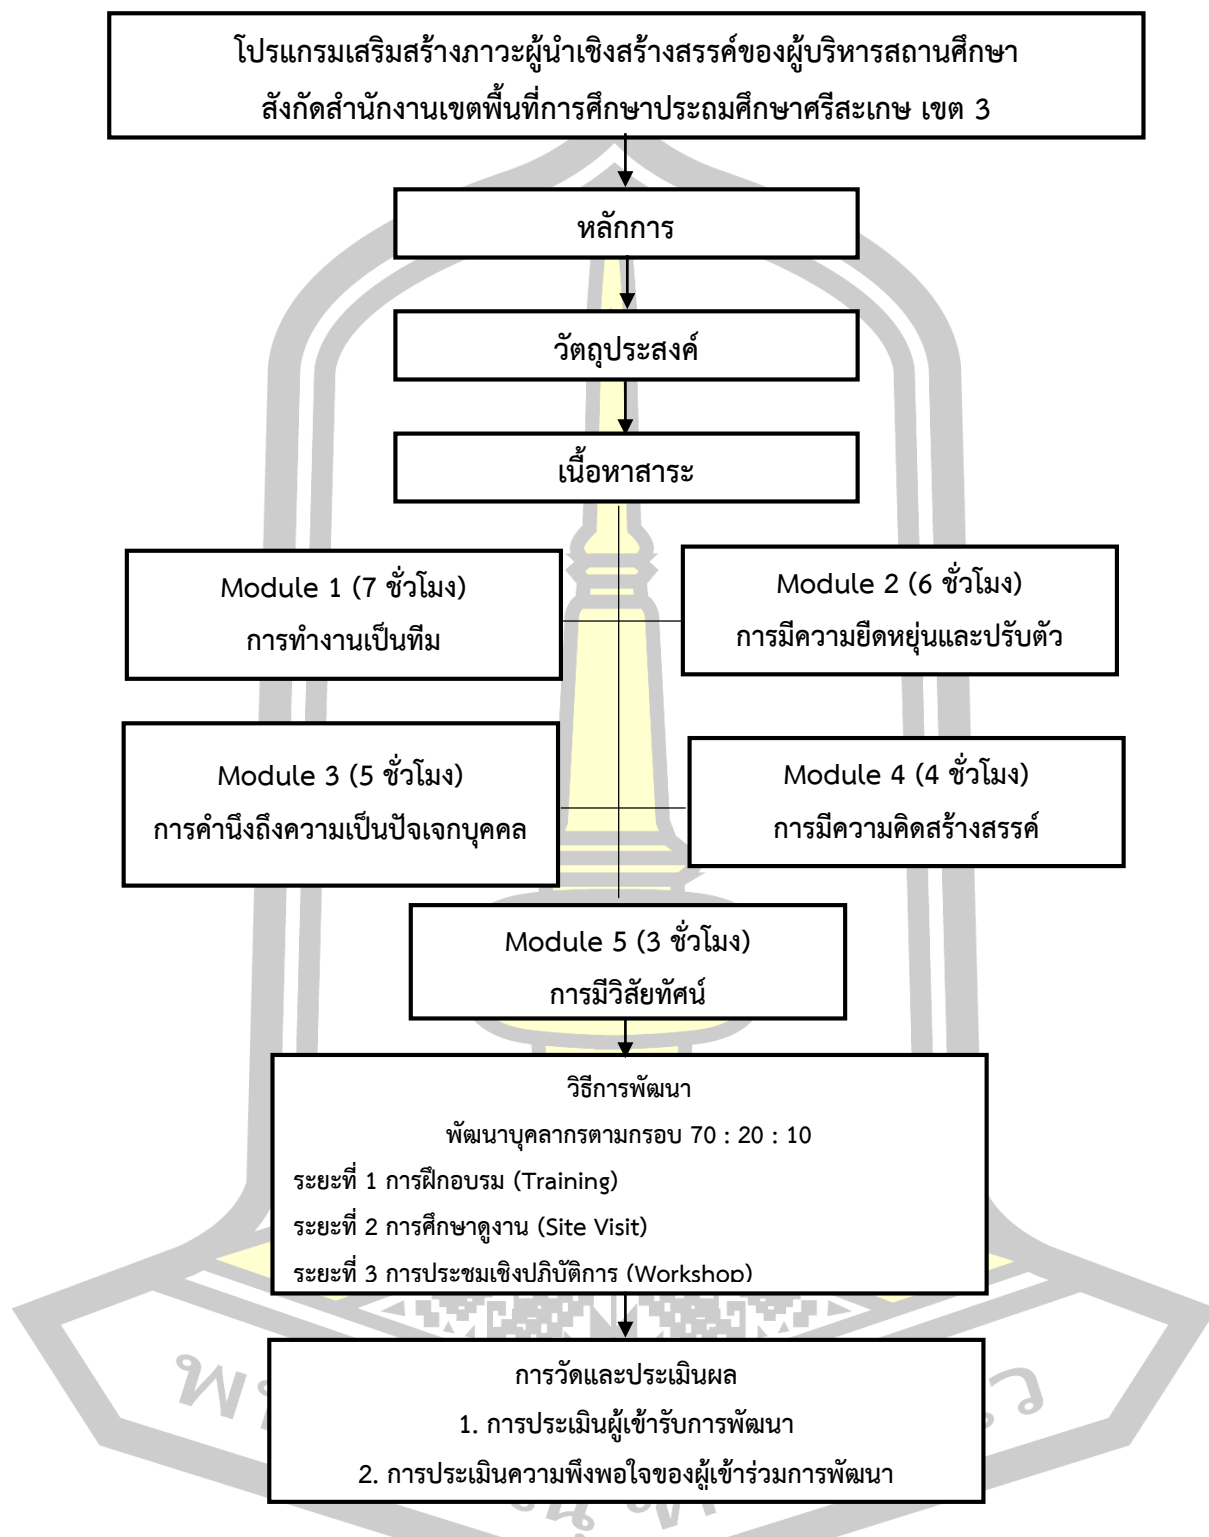 โปรแกรมเสริมสร้างภาวะผู้นำเชิงสร้างสรรค์ของผู้บริหารสถานศึกษา
สังกัดสำนักงานเขตพื้นที่การศึกษาประถมศึกษาศรีสะเกษ เขต 3
หลักการ
วัตถุประสงค์
เนื้อหาสาระ
Module 1 (7 ชั่วโมง)
การทำงานเป็นทีม
Module 2 (6 ชั่วโมง)
การมีความยืดหยุ่นและปรับตัว
Module 3 (5 ชั่วโมง)
การคำนึงถึงความเป็นปัจเจกบุคคล
Module 4 (4 ชั่วโมง)
การมีความคิดสร้างสรรค์
Module 5 (3 ชั่วโมง)
การมีวิสัยทัศน์
วิธีการพัฒนา
พัฒนาบุคลากรตามกรอบ 70 : 20 : 10
ระยะที่ 1 การฝึกอบรม (Training)
ระยะที่ 2 การศึกษาดูงาน (Site Visit)
ระยะที่ 3 การประชุมเชิงปฏิบัติการ (Workshop)
การวัดและประเมินผล
1. การประเมินผู้เข้ารับการพัฒนา
2. การประเมินความพึงพอใจของผู้เข้าร่วมการพัฒนา